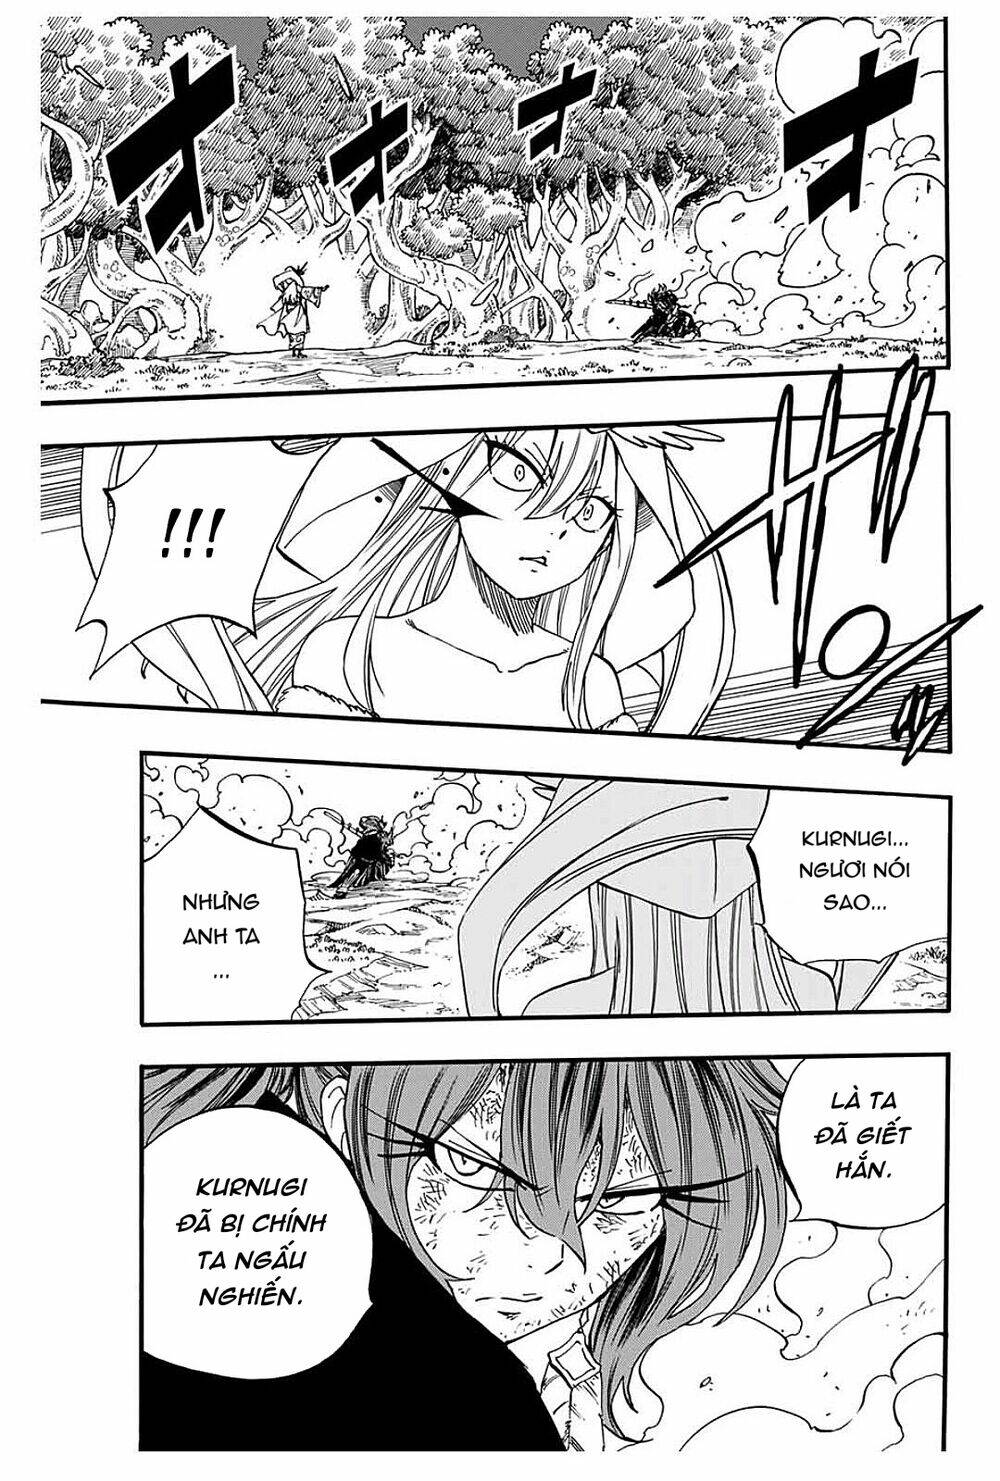 オオオオ
!!!
KURNUGI...
NGƯƠI NÓI
SAO...
NHƯNG
ANH TA
...
LÀ TA
ĐÃ GIẾT
HẮN.
KURNUGI
ĐÃ BỊ CHÍNH
TA NGẤU
NGHIẾN.